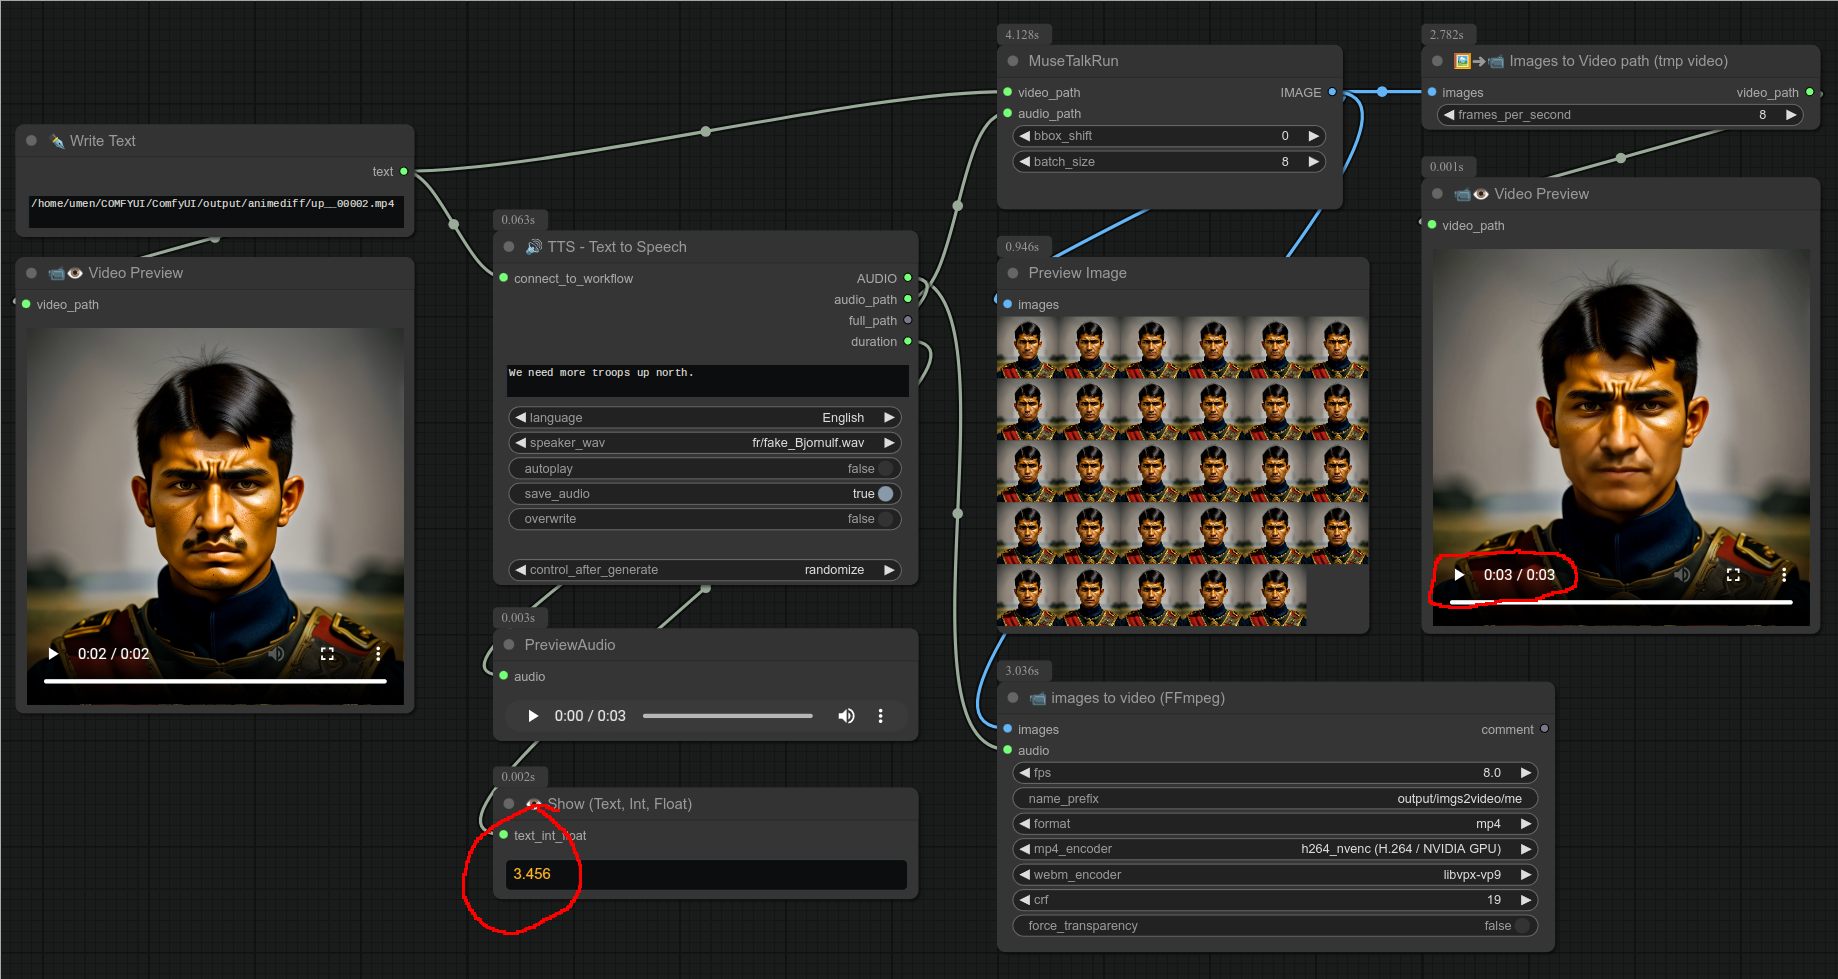 Write Text
text
/home/umen/COMFYUI/ComfyUI/output/animediff/up__00002.mp4
Video Preview
video_path
0:02 / 0:02
0.063s
TTS - Text to Speech
connect_to_workflow
AUDIO
audio_path
full_path
duration
We need more troops up north.
language English
speaker_wav fr/fake_Bjornulf.wav
autoplay false
save_audio true
overwrite false
control_after_generate randomize
0.003s
PreviewAudio
audio
0:00 / 0:03
0.002s
Show (Text, Int, Float)
text_int_float
3.456
4.128s
MuseTalkRun
video_path IMAGE
audio_path
bbox_shift 0
batch_size 8
0.946s
Preview Image
images
3.036s
images to video (FFmpeg)
images comment
audio
fps 8.0
name_prefix output/imgs2video/me
format mp4
mp4_encoder h264_nvenc (H.264 / NVIDIA GPU)
webm_encoder libvpx-vp9
crf 19
force_transparency false
2.782s
Images to Video path (tmp video)
images video_path
frames_per_second 8
0.001s
Video Preview
video_path
0:03 / 0:03